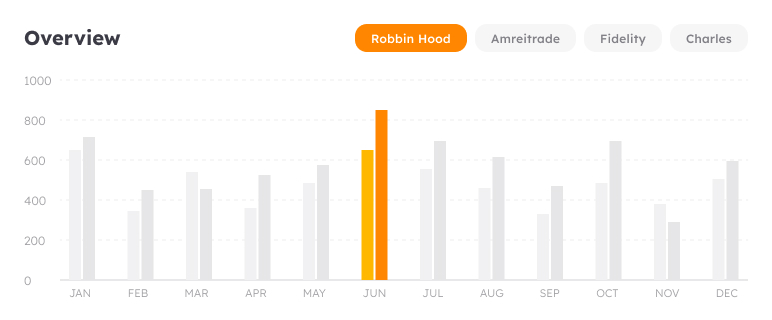 Overview
Robbin Hood
Amreitrade
Fidelity
Charles
1000
800
600
400
200
0
JAN FEB MAR APR MAY JUN JUL AUG SEP OCT NOV DEC